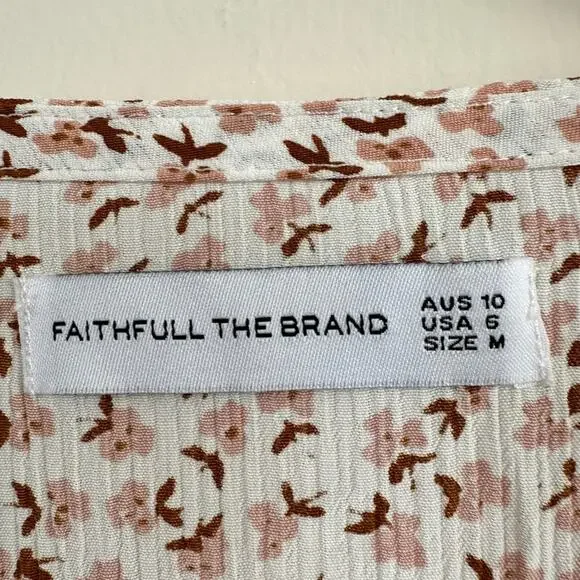 FAITHFULL THE BRAND
AUS 10
USA 6
SIZE M